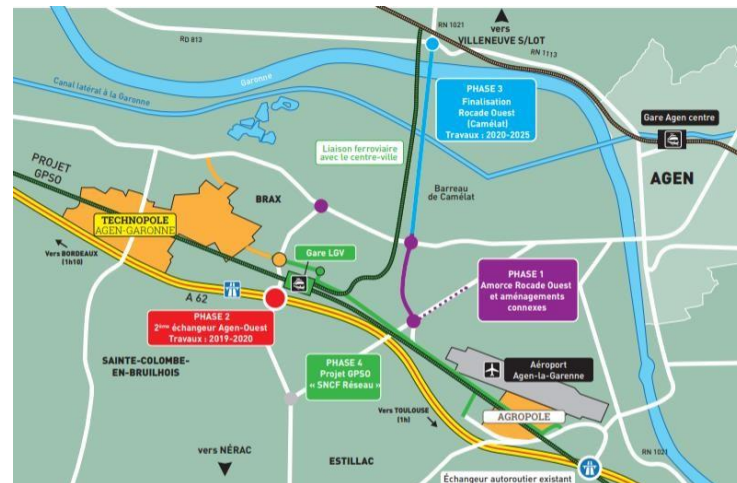 RN 1021
vers
VILLENEUVE S/LOT
RD 813
RN 1113
Garonne
Canal latéral à la Garonne
PHASE 3
Finalisation
Rocade Ouest
(Camélat)
Travaux : 2020-2025
Gare Agen centre
Liaison ferroviaire
avec le centre-ville
PROJET
GPSO
BRAX
Barreau
de Camélat
AGEN
TECHNOPOLE
AGEN-GARONNE
Vers BORDEAUX
(1h10)
Gare LGV
A 62
PHASE 1
Amorce Rocade Ouest
et aménagements
connexes
PHASE 2
2ème échangeur Agen-Ouest
Travaux : 2019-2020
SAINTE-COLOMBE-
EN-BRUILHOIS
PHASE 4
Projet GPSO
« SNCF Réseau »
Aéroport
Agen-la-Garenne
Vers TOULOUSE
(1h)
AGROPOLE
vers NÉRAC
ESTILLAC
RN 1021
Échangeur autoroutier existant